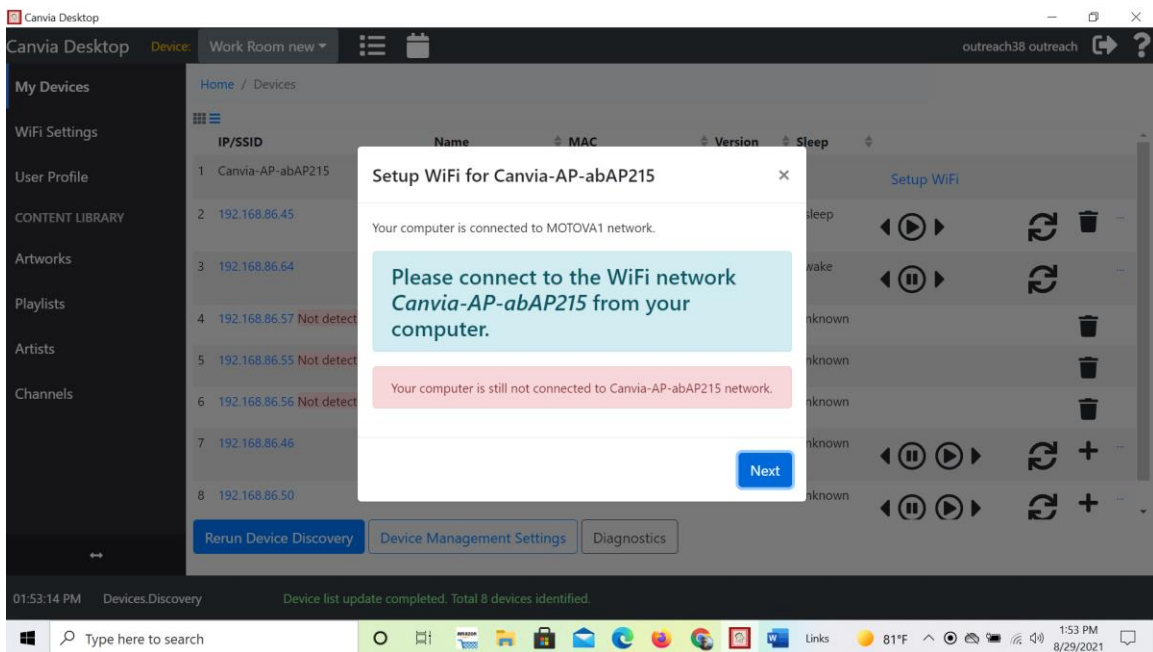 Canvia Desktop
Canvia Desktop Device: Work Room new outreach38 outreach
My Devices
WiFi Settings
User Profile
CONTENT LIBRARY
Artworks
Playlists
Artists
Channels
Home / Devices
IP/SSID Name MAC Version Sleep
1 Canvia-AP-abAP215 Setup WiFi
2 192.168.86.45 sleep
3 192.168.86.64
4 192.168.86.57 Not detect
5 192.168.86.55 Not detect
6 192.168.86.56 Not detect
7 192.168.86.46
8 192.168.86.50
Setup WiFi for Canvia-AP-abAP215 ×
Your computer is connected to MOTOVA1 network.
Please connect to the WiFi network
Canvia-AP-abAP215 from your
computer.
Your computer is still not connected to Canvia-AP-abAP215 network.
Next
Rerun Device Discovery Device Management Settings Diagnostics
01:53:14 PM Devices.Discovery Device list update completed. Total 8 devices identified.
Type here to search Links 81°F 1:53 PM
8/29/2021